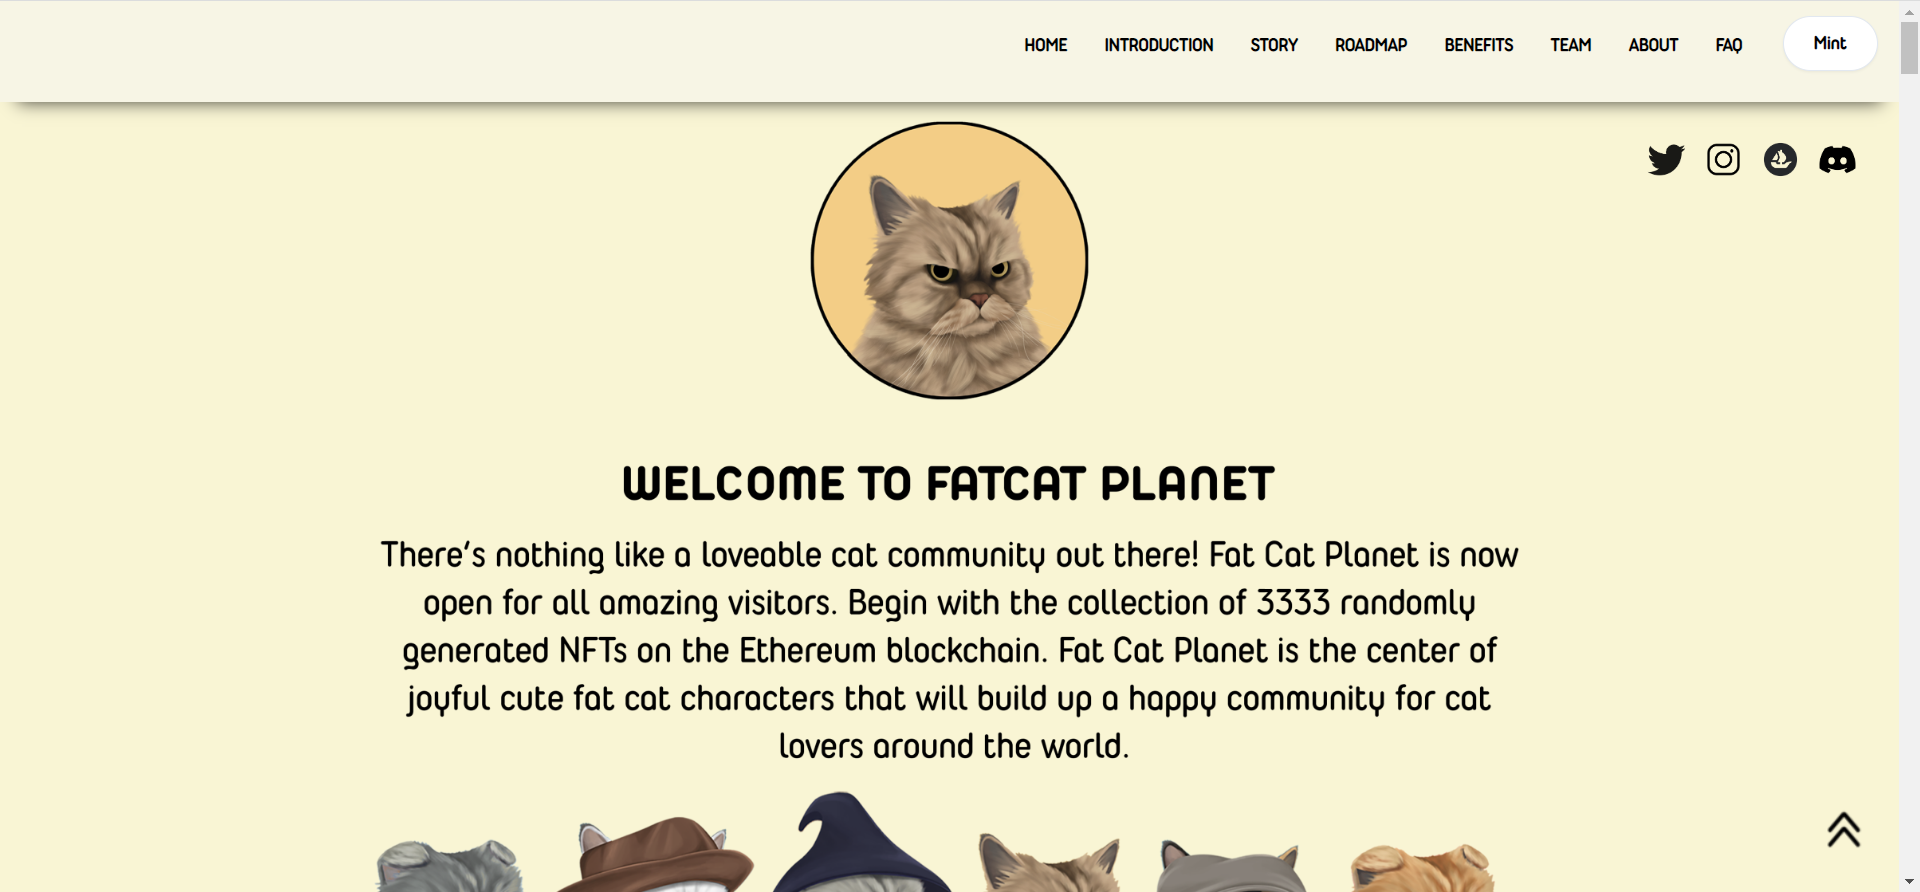 HOME INTRODUCTION STORY ROADMAP BENEFITS TEAM ABOUT FAQ Mint
WELCOME TO FATCAT PLANET
There's nothing like a loveable cat community out there! Fat Cat Planet is now
open for all amazing visitors. Begin with the collection of 3333 randomly
generated NFTs on the Ethereum blockchain. Fat Cat Planet is the center of
joyful cute fat cat characters that will build up a happy community for cat
lovers around the world.